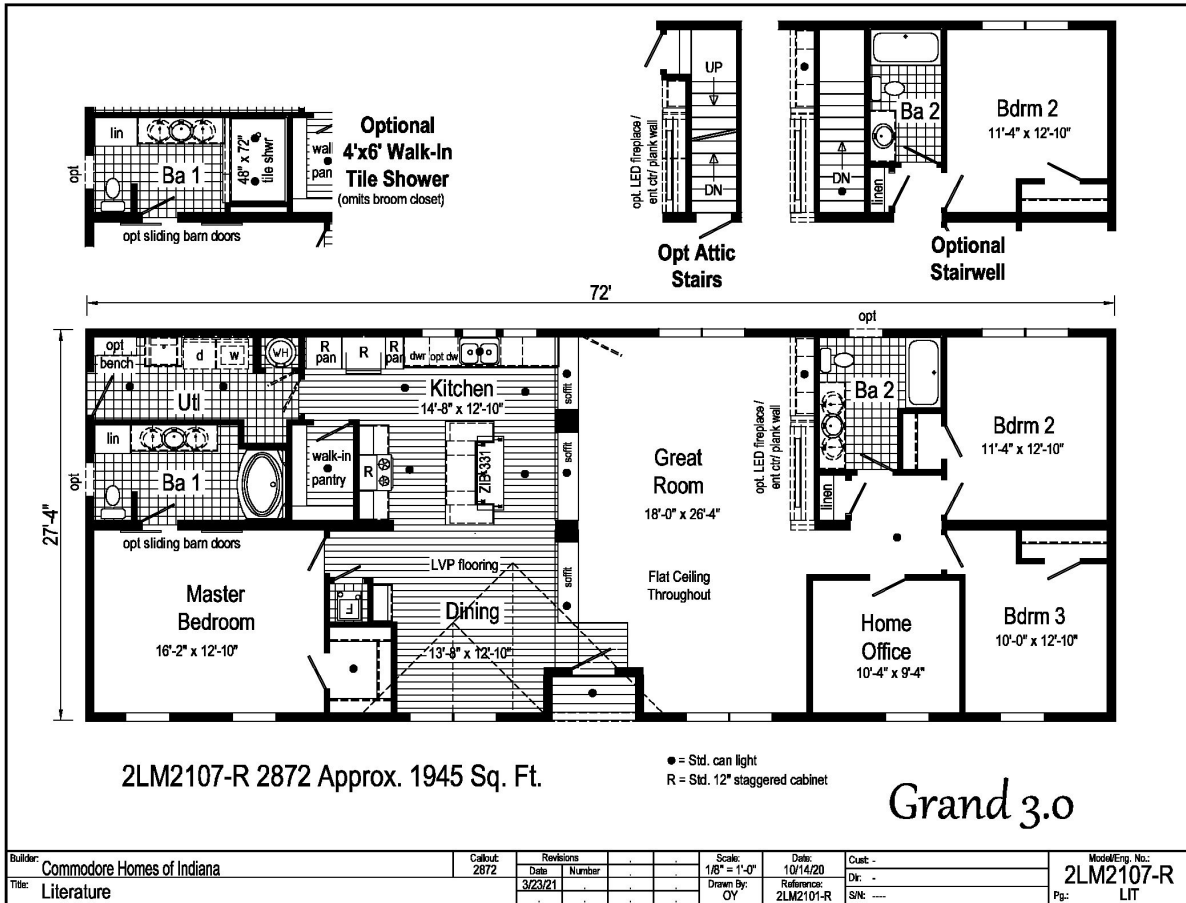 lin
Ba 1
48" x 72"
tile shwr
wal
pan
opt
opt sliding barn doors
Optional
4'x6' Walk-In
Tile Shower
(omits broom closet)
UP
DN
opt. LED fireplace /
ent ctr/ plank wall
Opt Attic
Stairs
DN
linen
Ba 2
Bdrm 2
11'-4" x 12'-10"
Optional
Stairwell
72'
27'-4"
opt
bench
d
w
WH
Utl
R
pan
R
R
pan
dwr
opt dw
Kitchen
14'-8" x 12'-10"
soffit
lin
Ba 1
opt
opt sliding barn doors
walk-in
pantry
R
ZIB4331
soffit
Great
Room
18'-0" x 26'-4"
opt. LED fireplace /
ent ctr/ plank wall
opt
Ba 2
linen
Bdrm 2
11'-4" x 12'-10"
Master
Bedroom
16'-2" x 12'-10"
F
LVP flooring
Dining
13'-8" x 12'-10"
soffit
Flat Ceiling
Throughout
Home
Office
10'-4" x 9'-4"
Bdrm 3
10'-0" x 12'-10"
2LM2107-R 2872 Approx. 1945 Sq. Ft.
● = Std. can light
R = Std. 12" staggered cabinet
Grand 3.0
Builder: Commodore Homes of Indiana
Title: Literature
Callout:
2872
Revisions
Date Number
3/23/21
Scale:
1/8" = 1'-0"
Drawn By:
OY
Date:
10/14/20
Reference:
2LM2101-R
Cust: -
Dir: -
S/N: ----
Model/Eng. No.:
2LM2107-R
Pg.: LIT